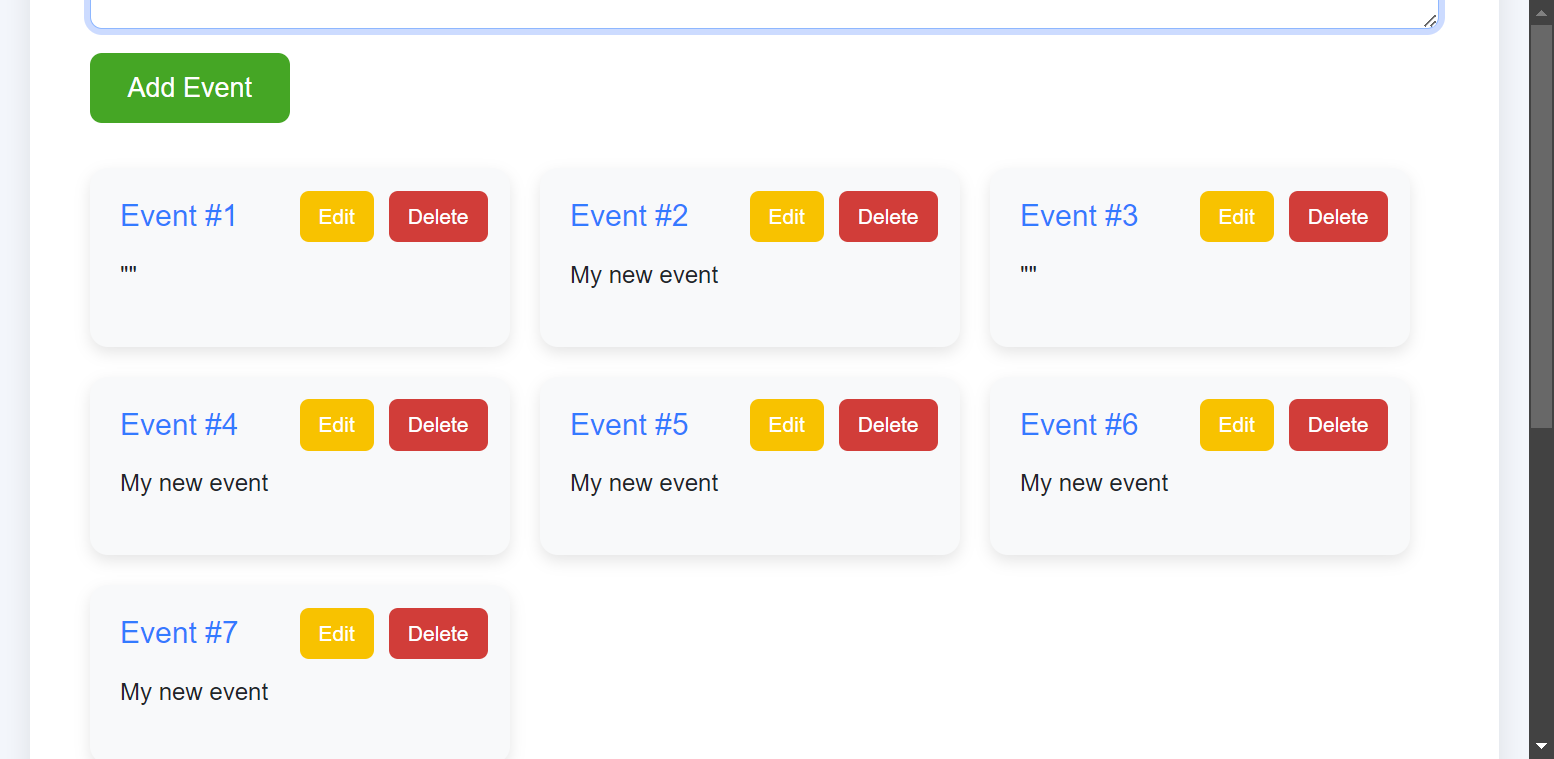 Add Event
Event #1 Edit Delete
""
Event #2 Edit Delete
My new event
Event #3 Edit Delete
""
Event #4 Edit Delete
My new event
Event #5 Edit Delete
My new event
Event #6 Edit Delete
My new event
Event #7 Edit Delete
My new event